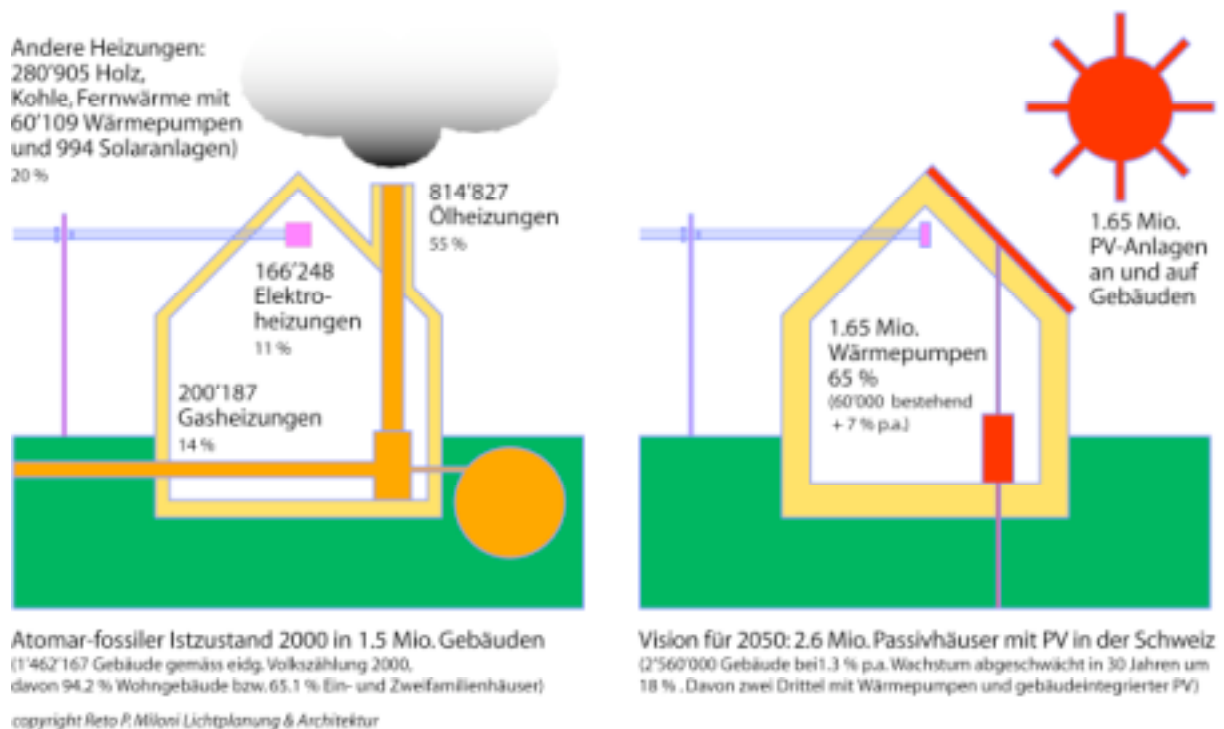 Andere Heizungen:
280'905 Holz,
Kohle, Fernwärme mit
60'109 Wärmepumpen
und 994 Solaranlagen)
20 %
814'827
Ölheizungen
55 %
166'248
Elektro-
heizungen
11 %
200'187
Gasheizungen
14 %
Atomar-fossiler Istzustand 2000 in 1.5 Mio. Gebäuden
(1'462'167 Gebäude gemäss eidg. Volkszählung 2000,
davon 94.2 % Wohngebäude bzw. 65.1 % Ein- und Zweifamilienhäuser)
copyright Reto P. Miloni Lichtplanung & Architektur
1.65 Mio.
PV-Anlagen
an und auf
Gebäuden
1.65 Mio.
Wärmepumpen
65 %
(60'000 bestehend
+ 7 % p.a.)
Vision für 2050: 2.6 Mio. Passivhäuser mit PV in der Schweiz
(2'560'000 Gebäude bei1.3 % p.a. Wachstum abgeschwächt in 30 Jahren um
18 % . Davon zwei Drittel mit Wärmepumpen und gebäudeintegrierter PV)